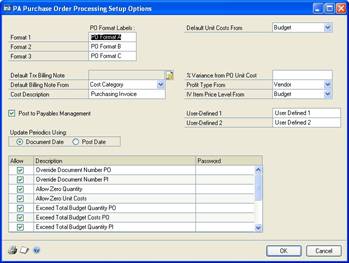 PA Purchase Order Processing Setup Options
PO Format Labels :
Default Unit Costs From
Budget
Format 1
PO Format A
Format 2
PO Format B
Format 3
PO Format C
Default Trx Billing Note
% Variance from PO Unit Cost
Default Billing Note From
Cost Category
Profit Type From
Vendor
Cost Description
Purchasing Invoice
IV Item Price Level From
Budget
Post to Payables Management
User-Defined 1
User Defined 1
User-Defined 2
User Defined 2
Update Periodics Using:
Document Date
Post Date
Allow
Description
Password
Override Document Number PO
Override Document Number PI
Allow Zero Quantity
Allow Zero Unit Costs
Exceed Total Budget Quantity PO
Exceed Total Budget Costs PO
Exceed Total Budget Quantity PI
OK
Cancel